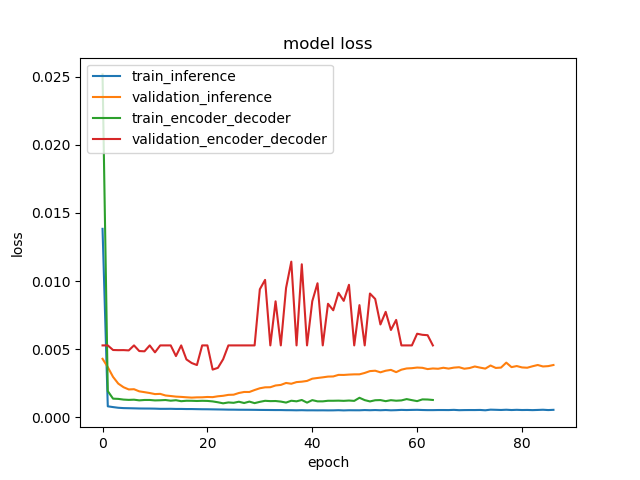 model loss
train_inference
validation_inference
train_encoder_decoder
validation_encoder_decoder
0.025
0.020
0.015
0.010
0.005
0.000
loss
0 20 40 60 80
epoch